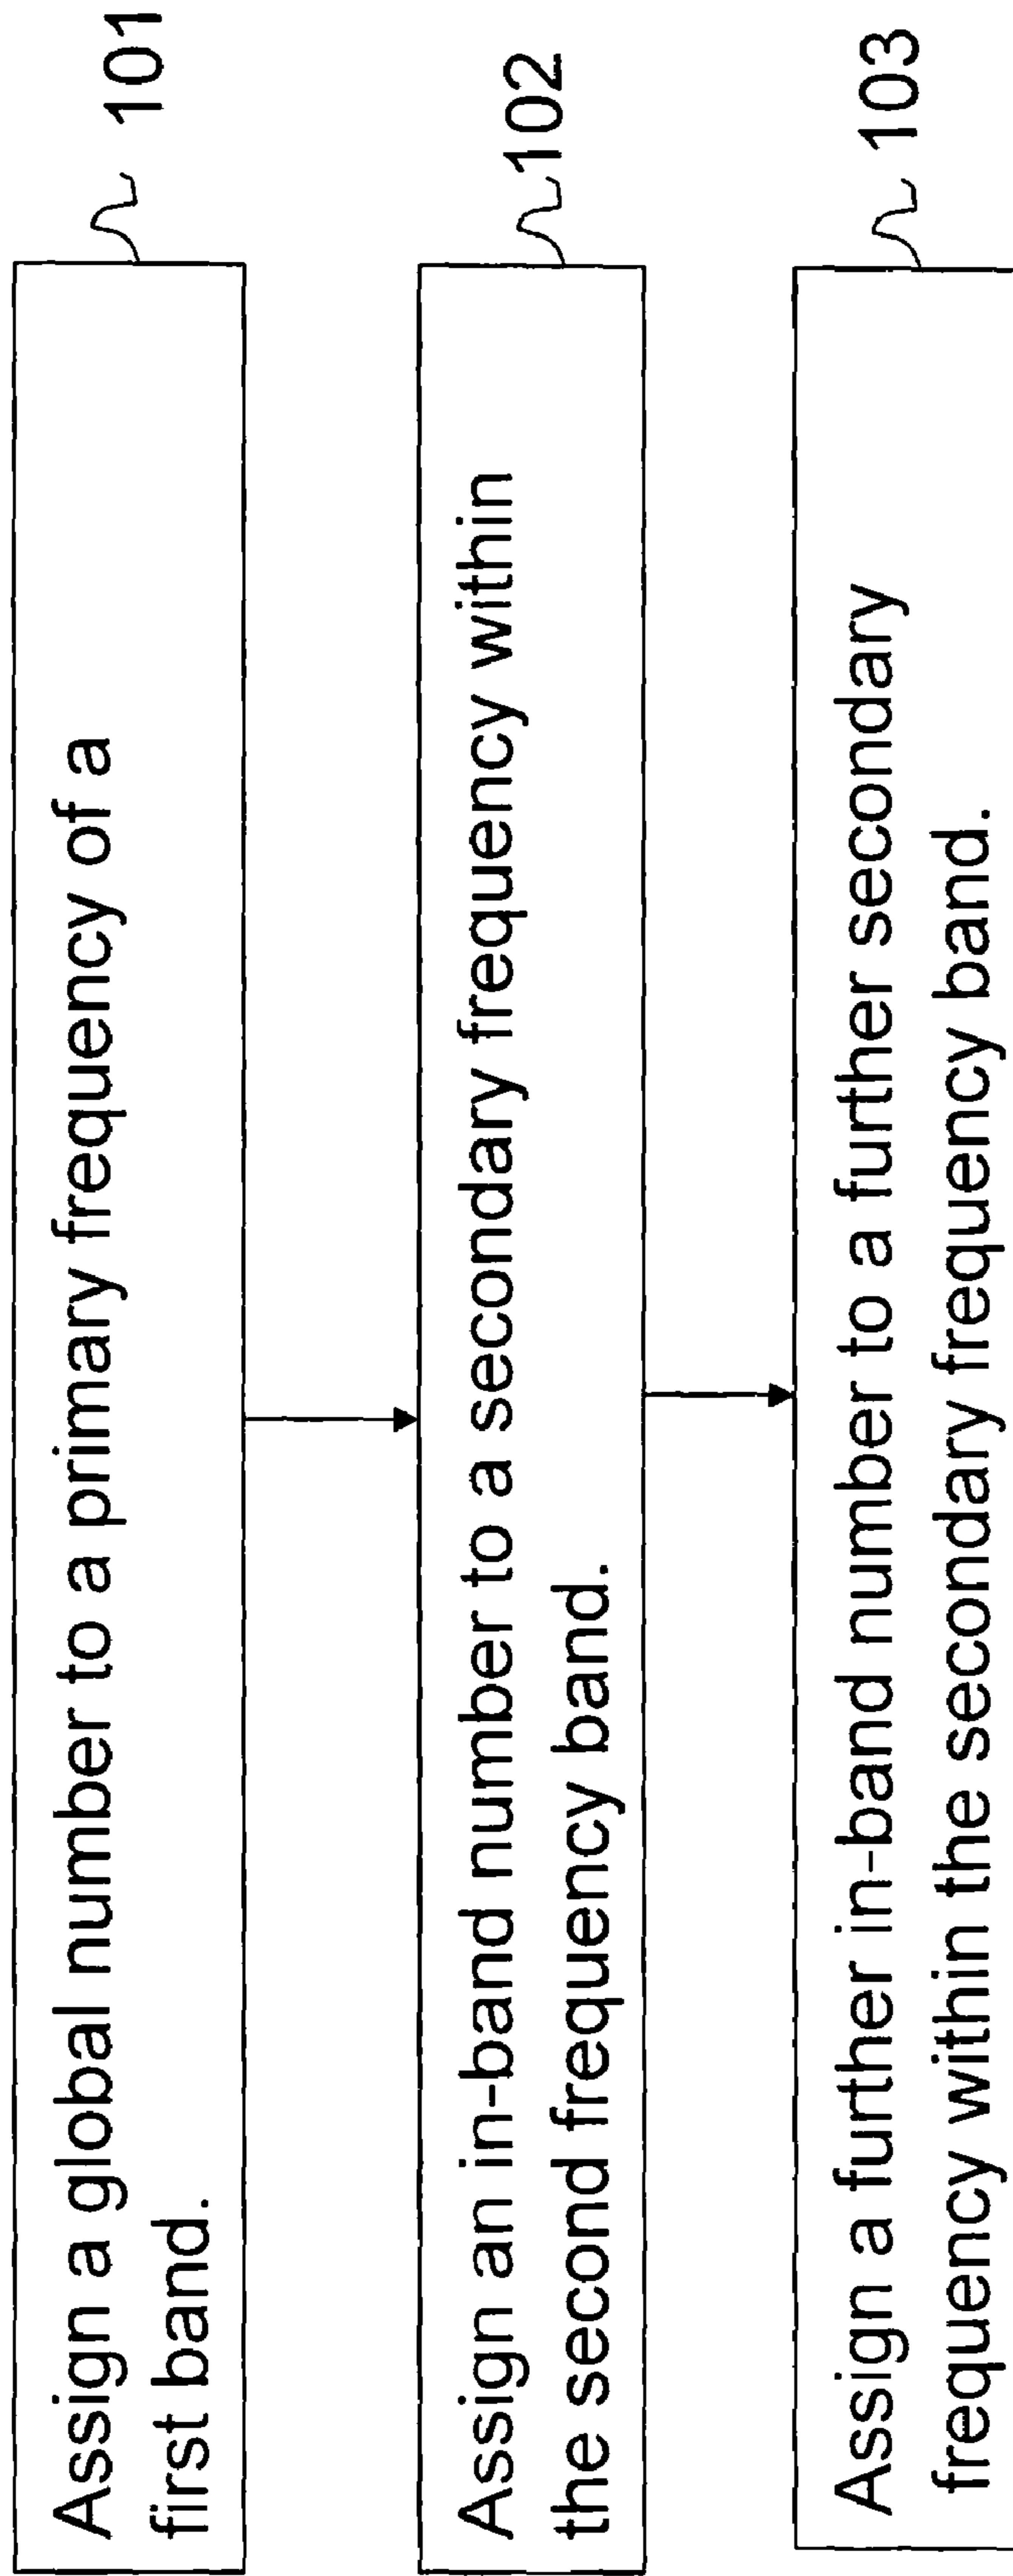 Assign a global number to a primary frequency of a
first band.
101
Assign an in-band number to a secondary frequency within
the second frequency band.
102
Assign a further in-band number to a further secondary
frequency within the secondary frequency band.
103